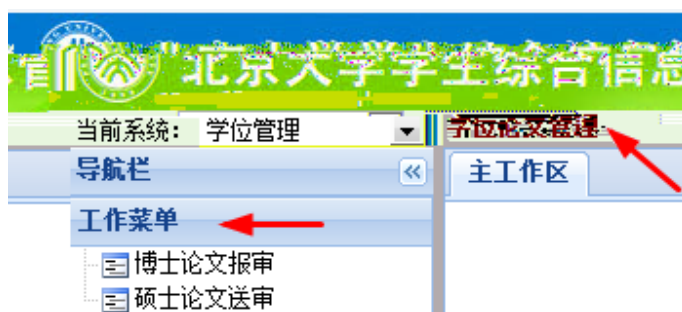 北京大学学生综合信息
当前系统： 学位管理 学位论文管理
导航栏 主工作区
工作菜单
博士论文报审
硕士论文送审